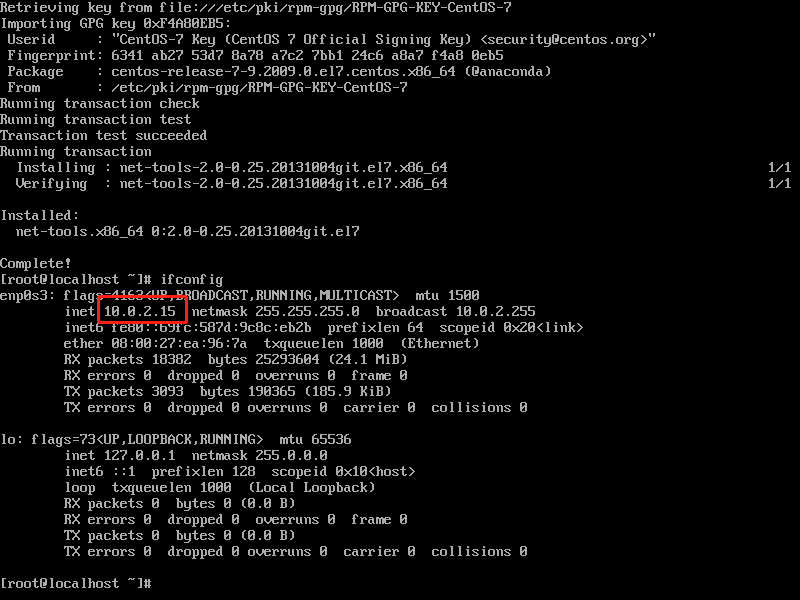 Retrieving key from file:///etc/pki/rpm-gpg/RPM-GPG-KEY-CentOS-7
Importing GPG key 0xF4A80EB5:
 Userid     : "CentOS-7 Key (CentOS 7 Official Signing Key) <security@centos.org>"
 Fingerprint: 6341 ab27 53d7 8a78 a7c2 7bb1 24c6 a8a7 f4a8 0eb5
 Package    : centos-release-7-9.2009.0.el7.centos.x86_64 (@anaconda)
 From       : /etc/pki/rpm-gpg/RPM-GPG-KEY-CentOS-7
Running transaction check
Running transaction test
Transaction test succeeded
Running transaction
  Installing : net-tools-2.0-0.25.20131004git.el7.x86_64 1/1
  Verifying  : net-tools-2.0-0.25.20131004git.el7.x86_64 1/1
Installed:
  net-tools.x86_64 0:2.0-0.25.20131004git.el7
Complete!
[root@localhost ~]# ifconfig
enp0s3: flags=4163<UP,BROADCAST,RUNNING,MULTICAST>  mtu 1500
        inet 10.0.2.15  netmask 255.255.255.0  broadcast 10.0.2.255
        inet6 fe80::69fc:587d:9c8c:eb2b  prefixlen 64  scopeid 0x20<link>
        ether 08:00:27:ea:96:7a  txqueuelen 1000  (Ethernet)
        RX packets 18382  bytes 25293604 (24.1 MiB)
        RX errors 0  dropped 0  overruns 0  frame 0
        TX packets 3093  bytes 190365 (185.9 KiB)
        TX errors 0  dropped 0 overruns 0  carrier 0  collisions 0
lo: flags=73<UP,LOOPBACK,RUNNING>  mtu 65536
        inet 127.0.0.1  netmask 255.0.0.0
        inet6 ::1  prefixlen 128  scopeid 0x10<host>
        loop  txqueuelen 1000  (Local Loopback)
        RX packets 0  bytes 0 (0.0 B)
        RX errors 0  dropped 0  overruns 0  frame 0
        TX packets 0  bytes 0 (0.0 B)
        TX errors 0  dropped 0 overruns 0  carrier 0  collisions 0
[root@localhost ~]#